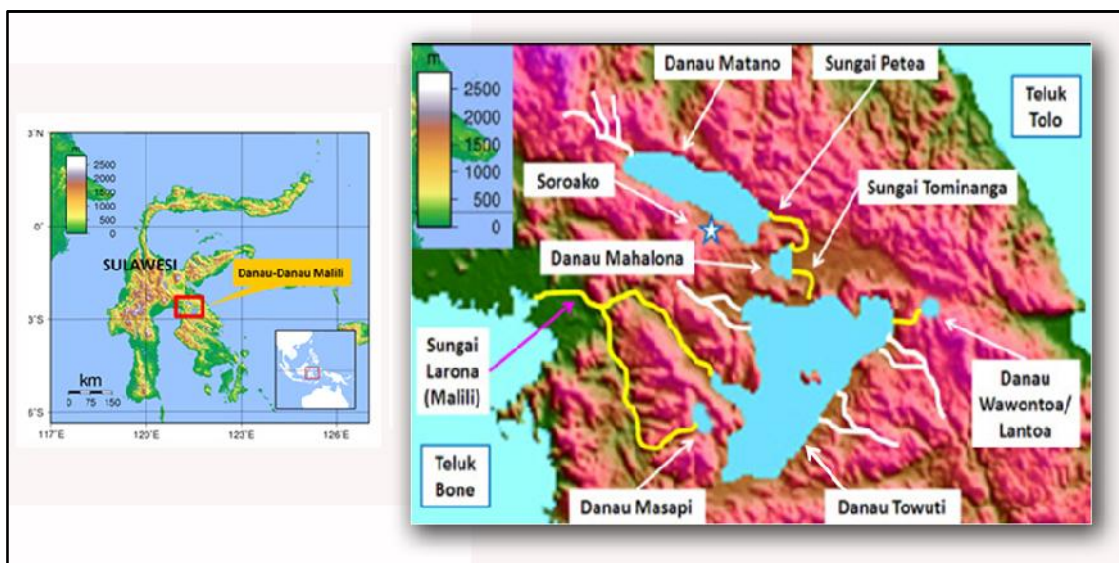 m
2500
2000
1500
1000
500
0
3°N
0°
3°S
6°S
117°E
120°E
123°E
126°E
SULAWESI
Danau-Danau Malili
km
0 75 150
m
2500
2000
1500
1000
500
0
Danau Matano
Sungai Petea
Teluk
Tolo
Soroako
Sungai Tominanga
Danau Mahalona
Sungai
Larona
(Malili)
Danau
Wawontoa/
Lantoa
Teluk
Bone
Danau Masapi
Danau Towuti